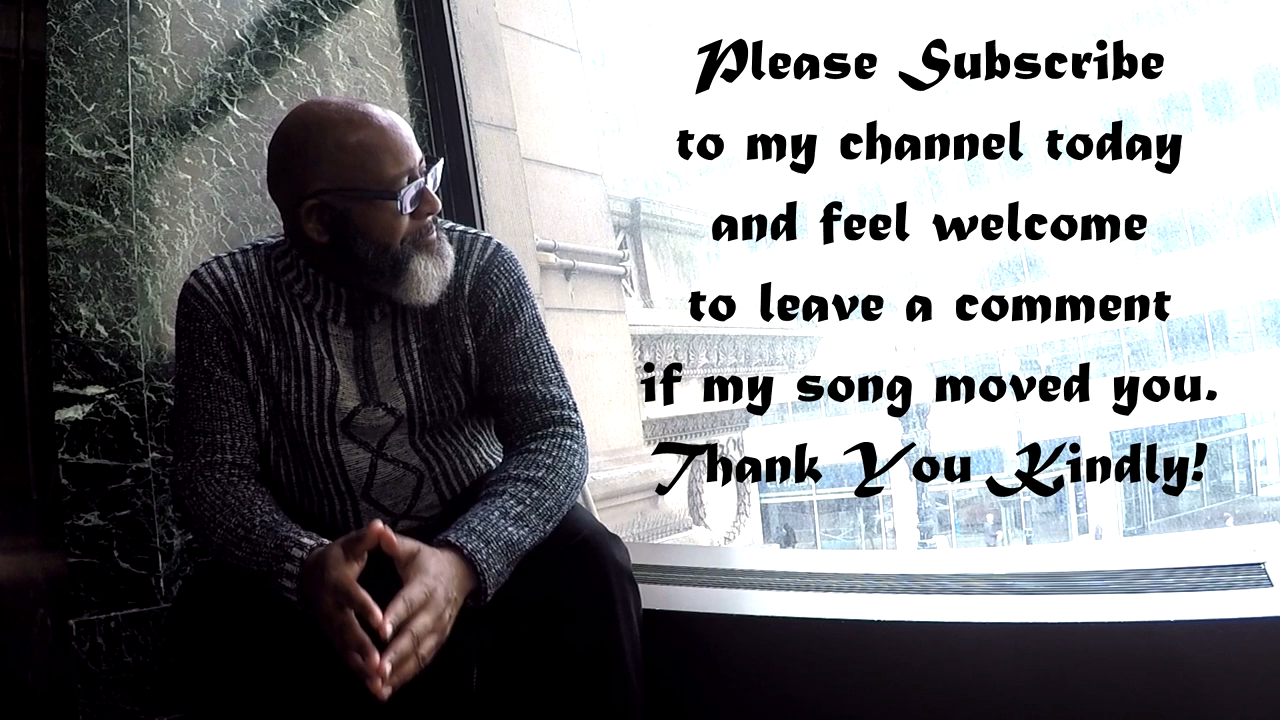 Please Subscribe
to my channel today
and feel welcome
to leave a comment
if my song moved you.
Thank You Kindly!